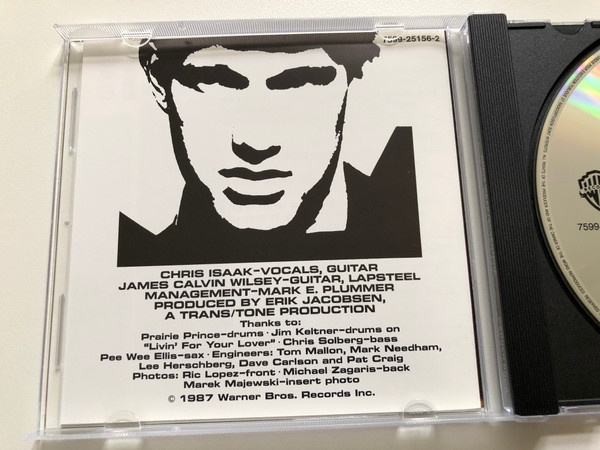 7599-25156-2
CHRIS ISAAK-VOCALS, GUITAR
JAMES CALVIN WILSEY-GUITAR, LAPSTEEL
MANAGEMENT-MARK E. PLUMMER
PRODUCED BY ERIK JACOBSEN,
A TRANS/TONE PRODUCTION
Thanks to:
Prairie Prince-drums · Jim Keltner-drums on
"Livin' For Your Lover" · Chris Solberg-bass
Pee Wee Ellis-sax · Engineers: Tom Mallon, Mark Needham,
Lee Herschberg, Dave Carlson and Pat Craig
Photos: Ric Lopez-front · Michael Zagaris-back
Marek Majewski-insert photo
© 1987 Warner Bros. Records Inc.
7599